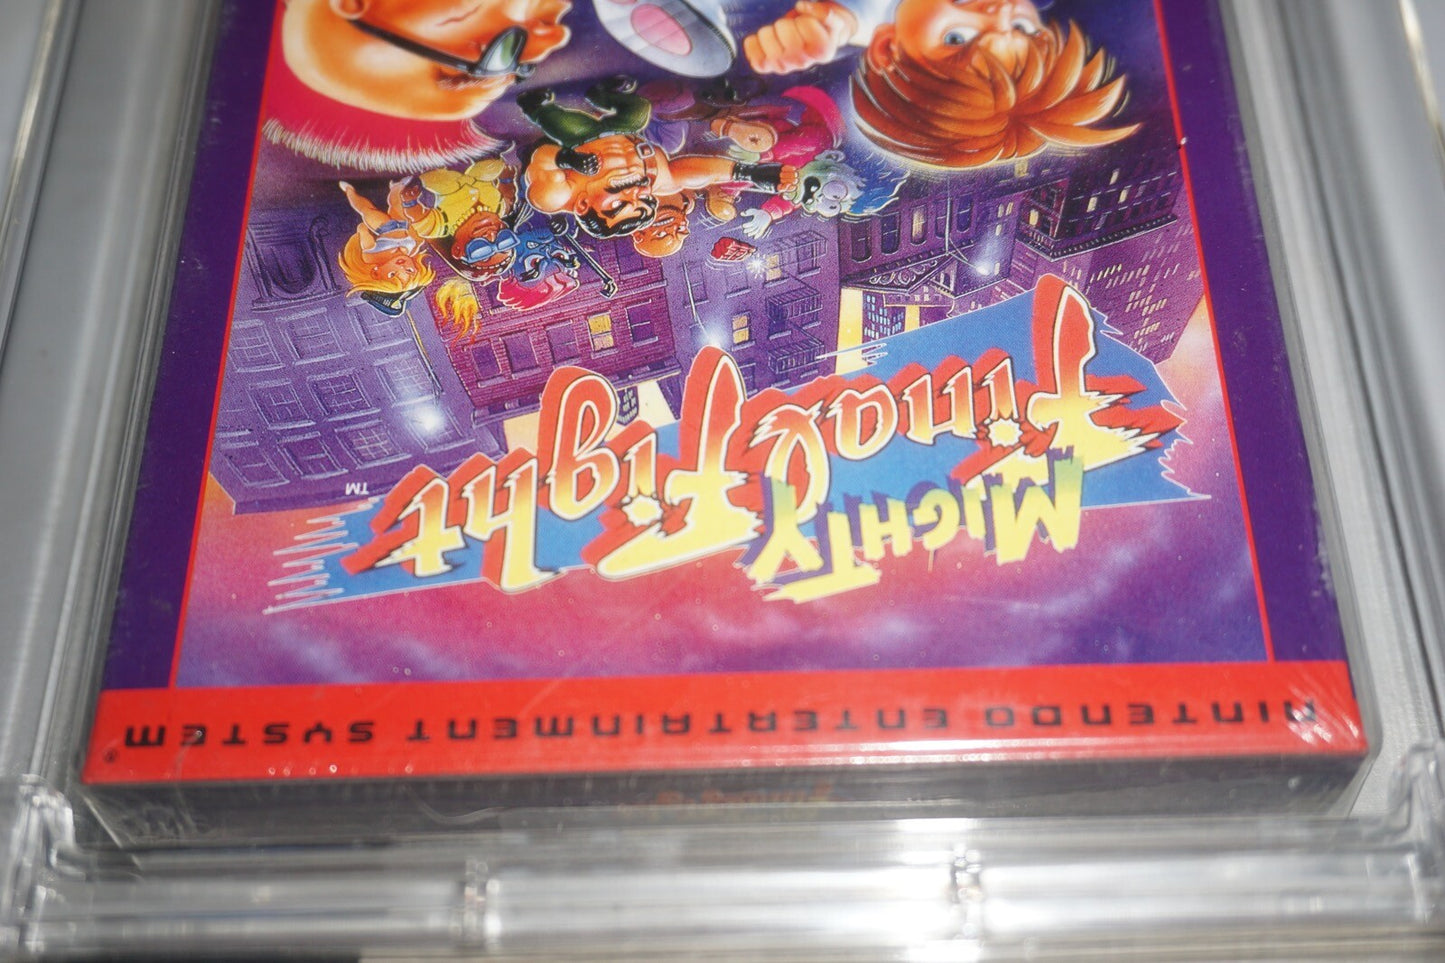 NINTENDO ENTERTAINMENT SYSTEM®
MIGHTY
Final Fight
TM